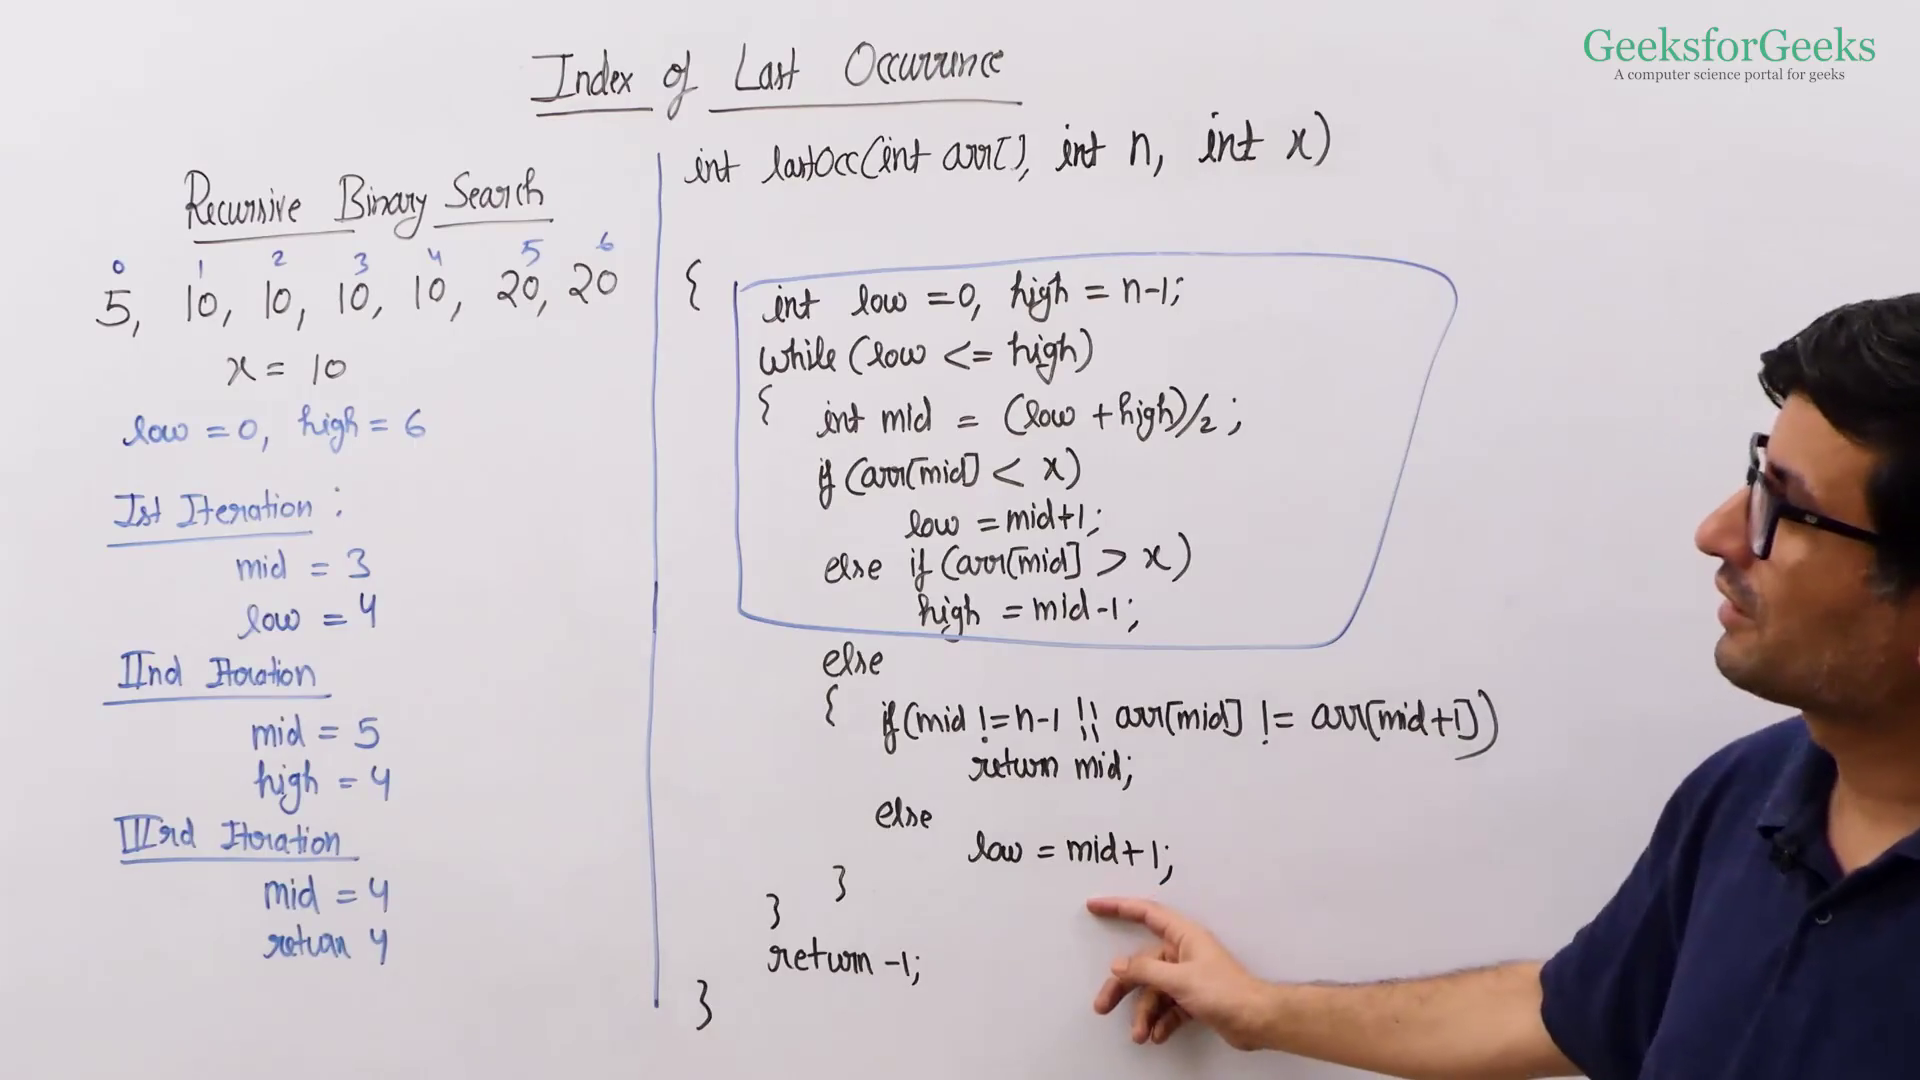 GeeksforGeeks
A computer science portal for geeks
Index of Last Occurrence
Recursive Binary Search
0 1 2 3 4 5 6
5, 10, 10, 10, 10, 20, 20
x = 10
low = 0, high = 6
Ist Iteration :
mid = 3
low = 4
IInd Iteration
mid = 5
high = 4
IIIrd Iteration
mid = 4
return 4
int lastOcc(int arr[], int n, int x)
{
int low = 0, high = n-1;
while (low <= high)
{ int mid = (low + high)/2 ;
if (arr[mid] < x)
low = mid+1;
else if (arr[mid] > x)
high = mid-1;
else
{ if(mid != n-1 || arr[mid] != arr[mid+1])
return mid;
else
low = mid+1;
}
}
return -1;
}